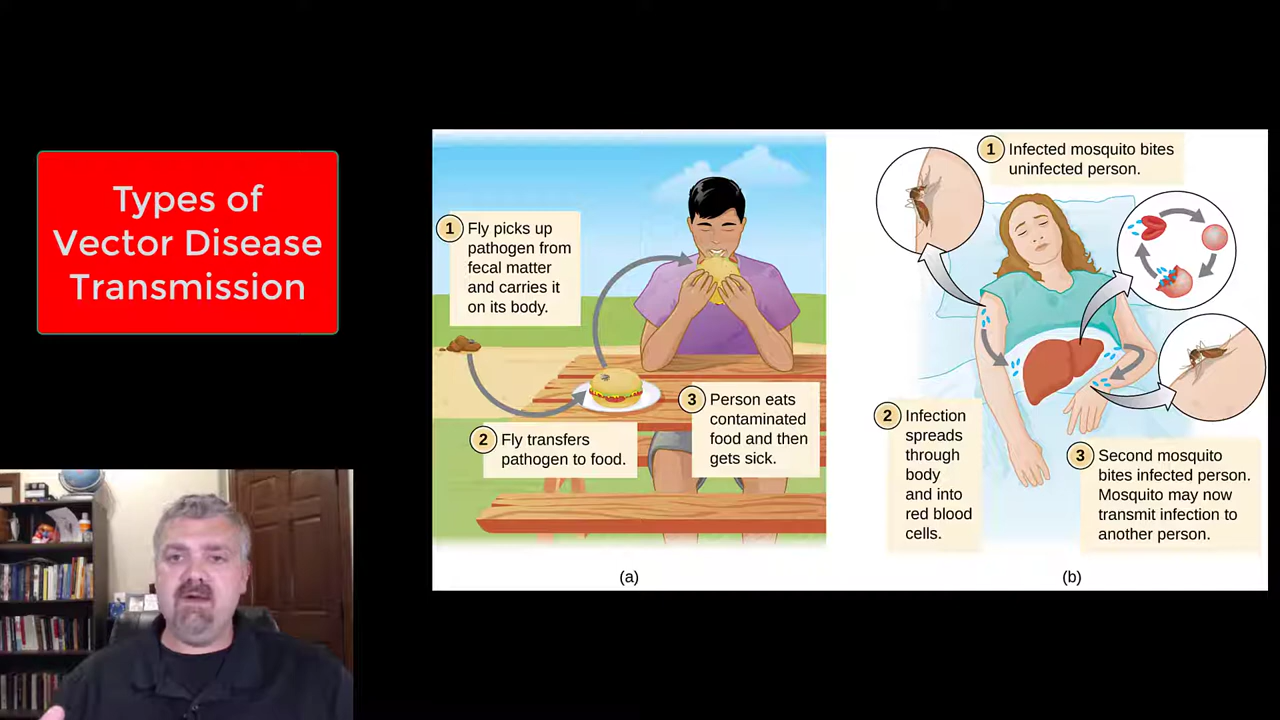 Types of
Vector Disease
Transmission
1 Fly picks up
pathogen from
fecal matter
and carries it
on its body.
2 Fly transfers
pathogen to food.
3 Person eats
contaminated
food and then
gets sick.
(a)
1 Infected mosquito bites
uninfected person.
2 Infection
spreads
through
body
and into
red blood
cells.
3 Second mosquito
bites infected person.
Mosquito may now
transmit infection to
another person.
(b)